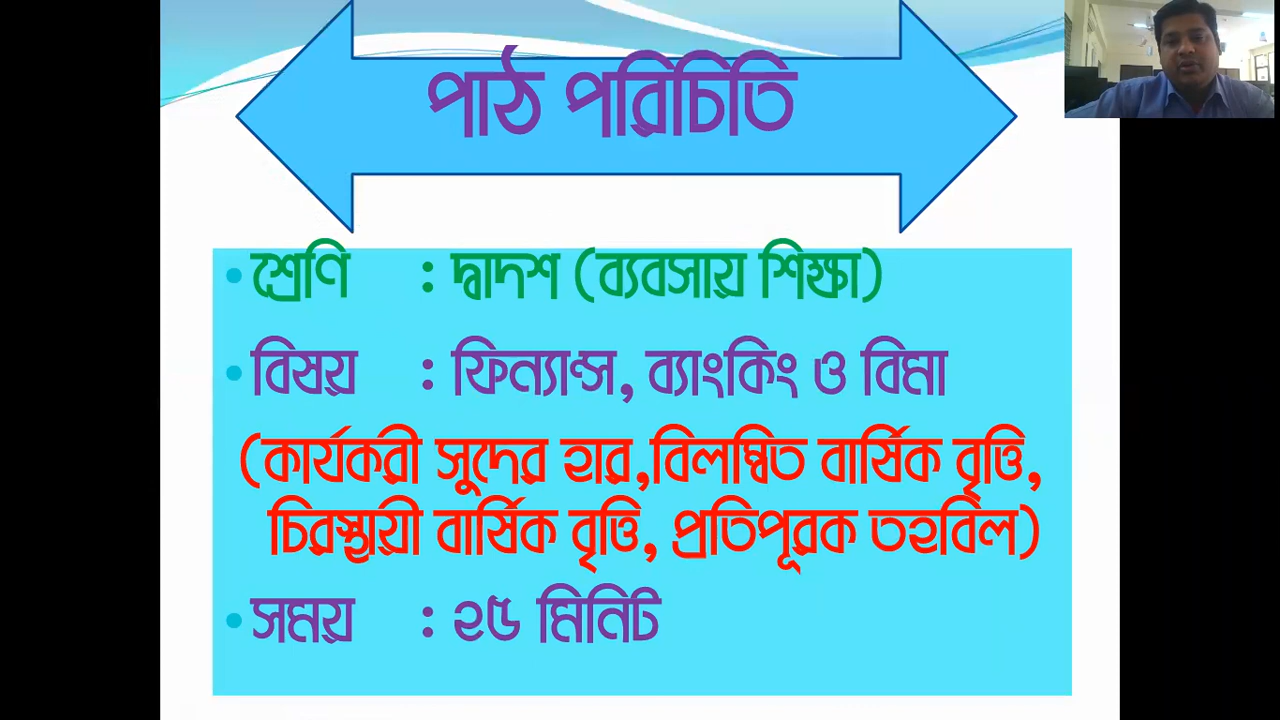 পাঠ পরিচিতি
• শ্রেণি : দ্বাদশ (ব্যবসায় শিক্ষা)
• বিষয় : ফিন্যান্স, ব্যাংকিং ও বিমা
(কার্যকরী সুদের হার,বিলম্বিত বার্ষিক বৃত্তি,
চিরস্থায়ী বার্ষিক বৃত্তি, প্রতিপূরক তহবিল)
• সময় : ২৫ মিনিট